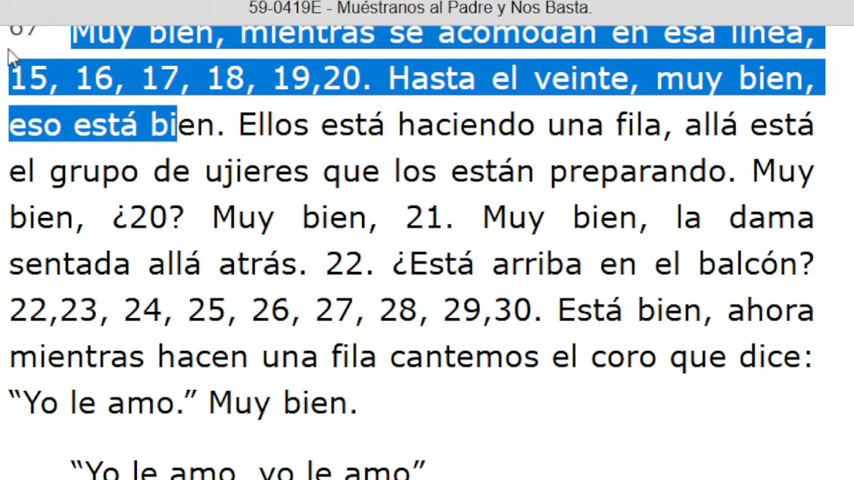 59-0419E - Muéstranos al Padre y Nos Basta.
67 Muy bien, mientras se acomodan en esa línea,
15, 16, 17, 18, 19,20. Hasta el veinte, muy bien,
eso está bien. Ellos está haciendo una fila, allá está
el grupo de ujieres que los están preparando. Muy
bien, ¿20? Muy bien, 21. Muy bien, la dama
sentada allá atrás. 22. ¿Está arriba en el balcón?
22,23, 24, 25, 26, 27, 28, 29,30. Está bien, ahora
mientras hacen una fila cantemos el coro que dice:
“Yo le amo.” Muy bien.
“Yo le amo, yo le amo”